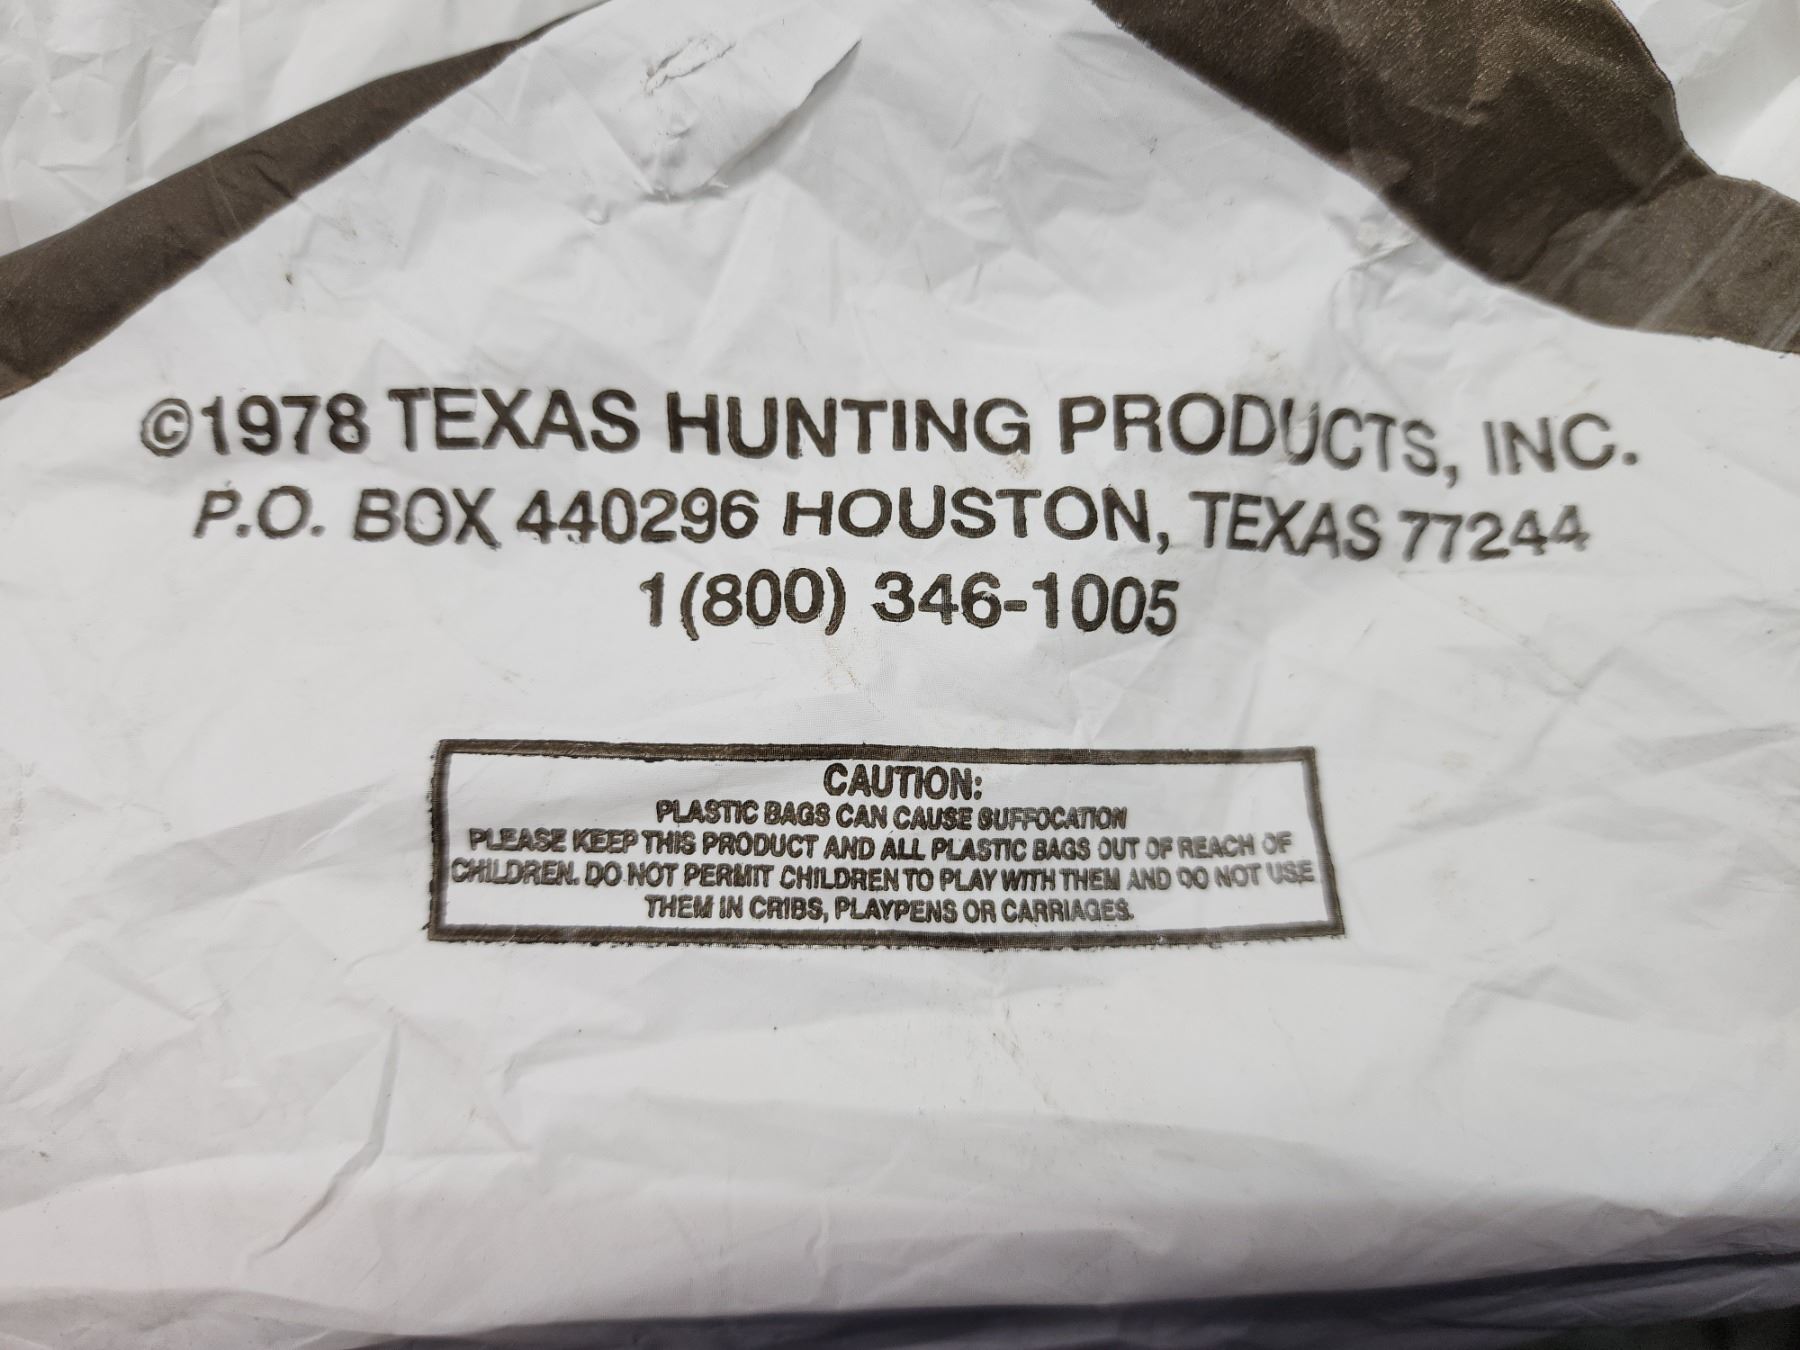 ©1978 TEXAS HUNTING PRODUCTS, INC.
P.O. BOX 440296 HOUSTON, TEXAS 77244
1(800) 346-1005
CAUTION:
PLASTIC BAGS CAN CAUSE SUFFOCATION
PLEASE KEEP THIS PRODUCT AND ALL PLASTIC BAGS OUT OF REACH OF
CHILDREN. DO NOT PERMIT CHILDREN TO PLAY WITH THEM AND DO NOT USE
THEM IN CRIBS, PLAYPENS OR CARRIAGES.